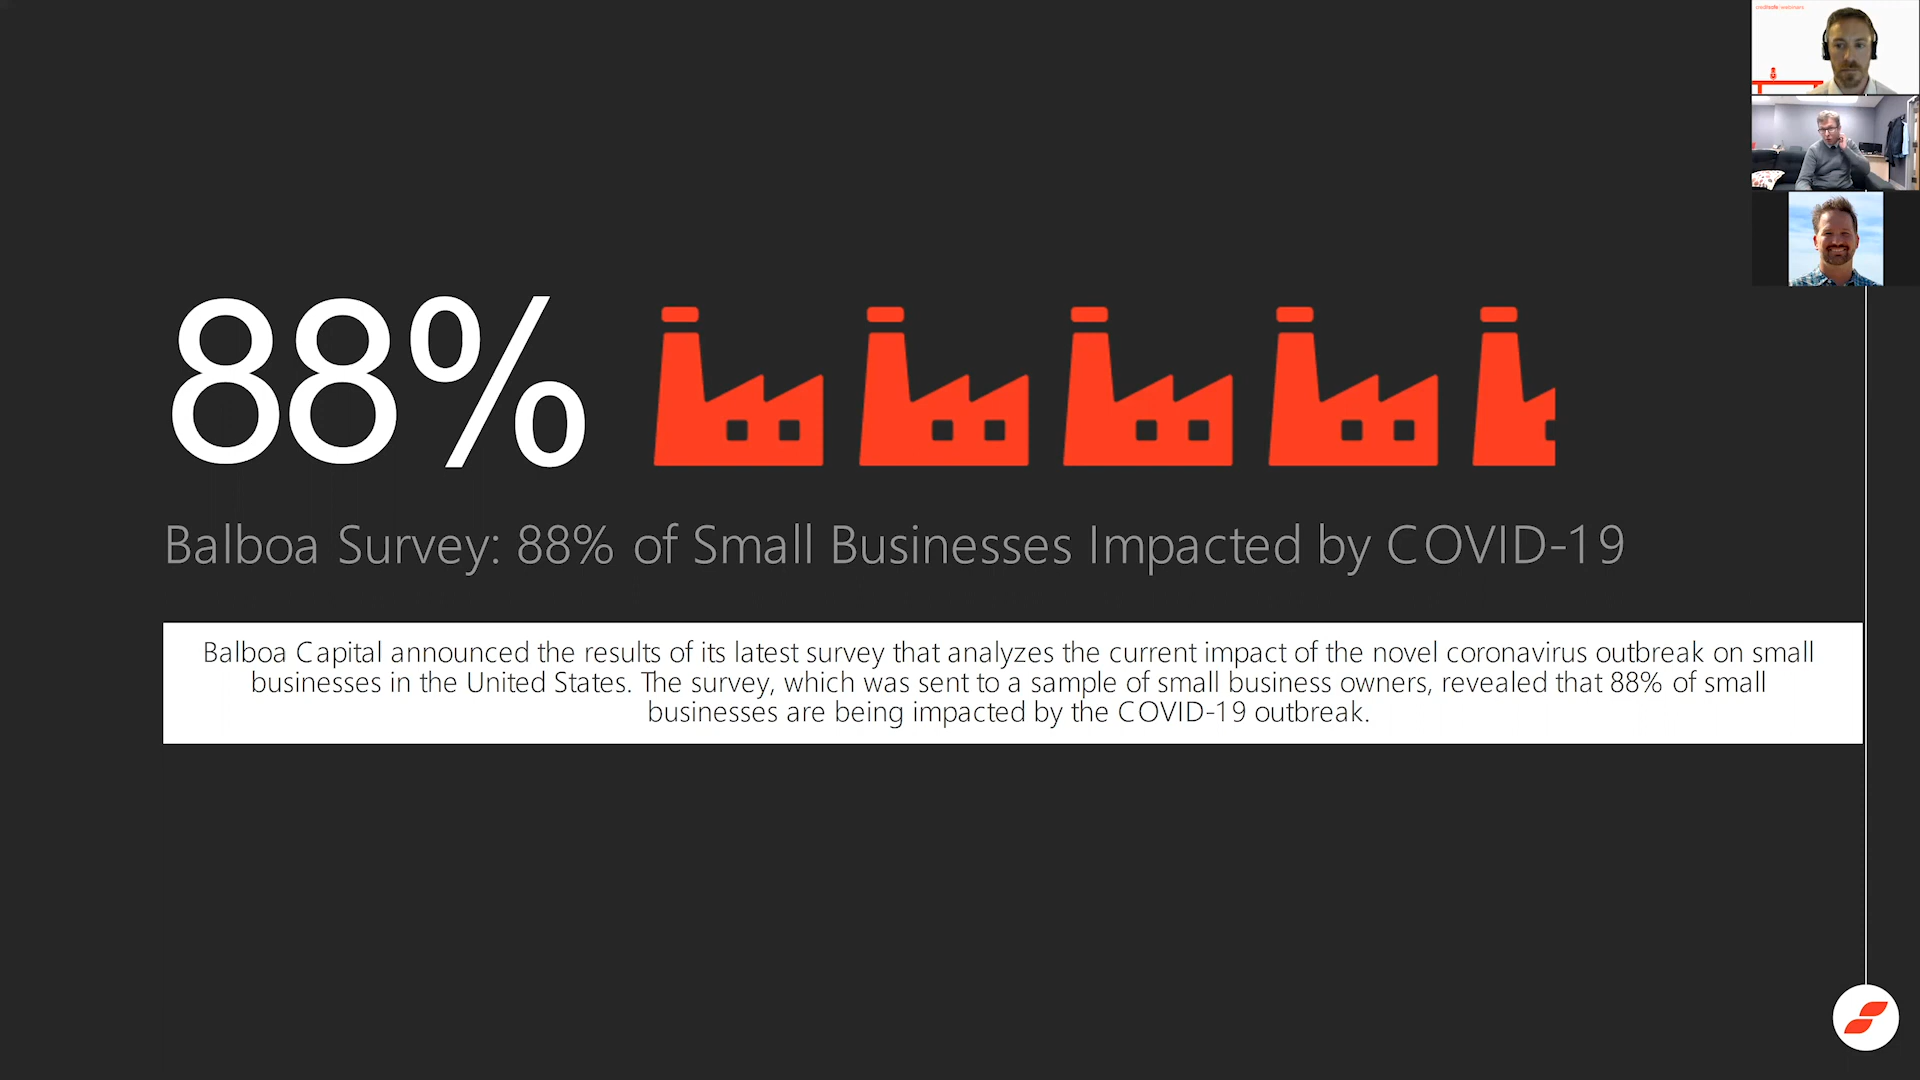 creditsafe webinars
88%
Balboa Survey: 88% of Small Businesses Impacted by COVID-19
Balboa Capital announced the results of its latest survey that analyzes the current impact of the novel coronavirus outbreak on small
businesses in the United States. The survey, which was sent to a sample of small business owners, revealed that 88% of small
businesses are being impacted by the COVID-19 outbreak.